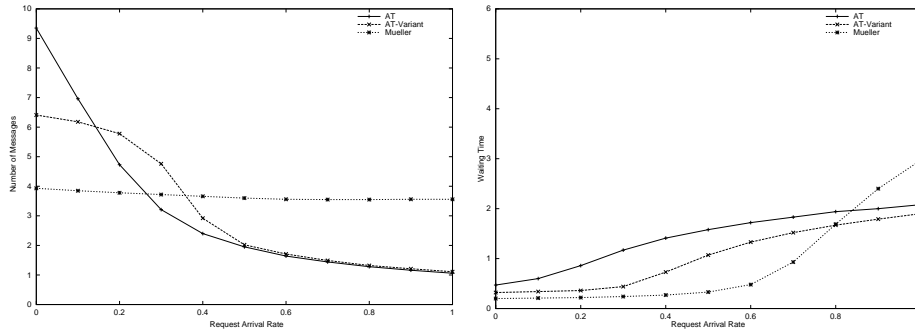 10
9
8
7
6
5
4
3
2
1
0
0
0.2
0.4
0.6
0.8
1
Number of Messages
Request Arrival Rate
AT
AT-Variant
Mueller
6
5
4
3
2
1
0
0
0.2
0.4
0.6
0.8
Waiting Time
Request Arrival Rate
AT
AT-Variant
Mueller